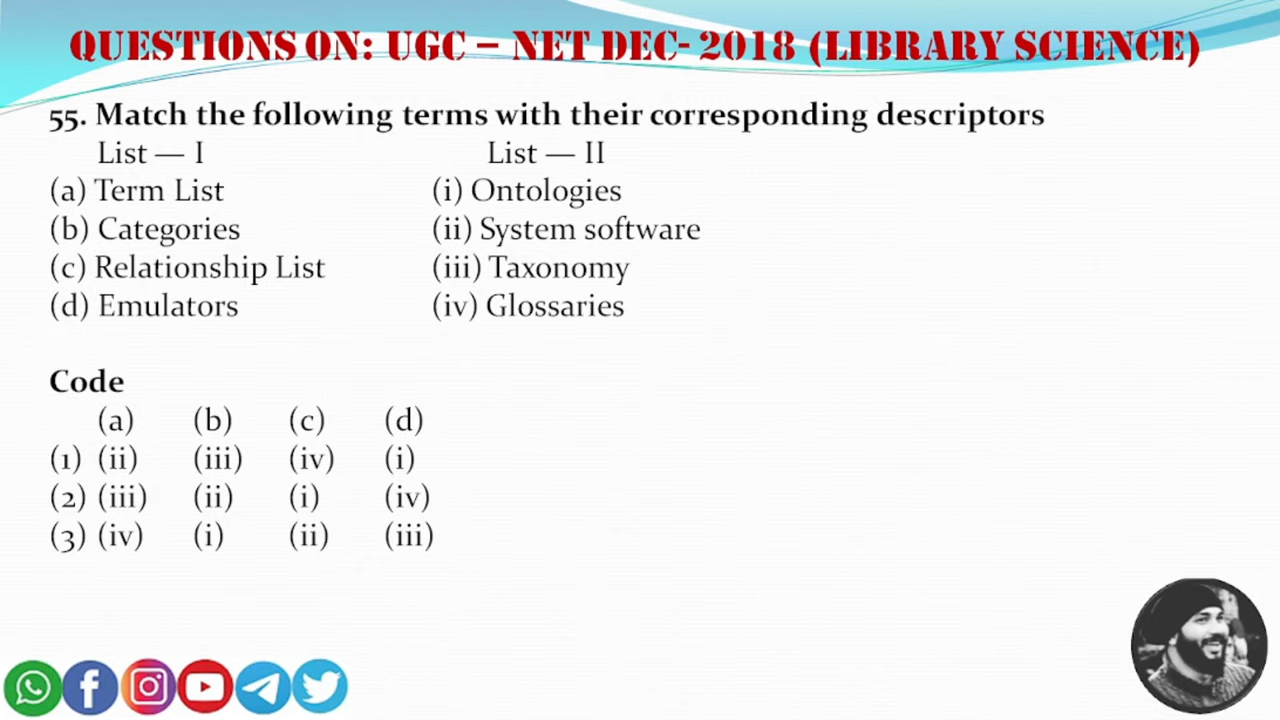 QUESTIONS ON: UGC – NET DEC- 2018 (LIBRARY SCIENCE)
55. Match the following terms with their corresponding descriptors
List — I List — II
(a) Term List (i) Ontologies
(b) Categories (ii) System software
(c) Relationship List (iii) Taxonomy
(d) Emulators (iv) Glossaries
Code
(a) (b) (c) (d)
(1) (ii) (iii) (iv) (i)
(2) (iii) (ii) (i) (iv)
(3) (iv) (i) (ii) (iii)